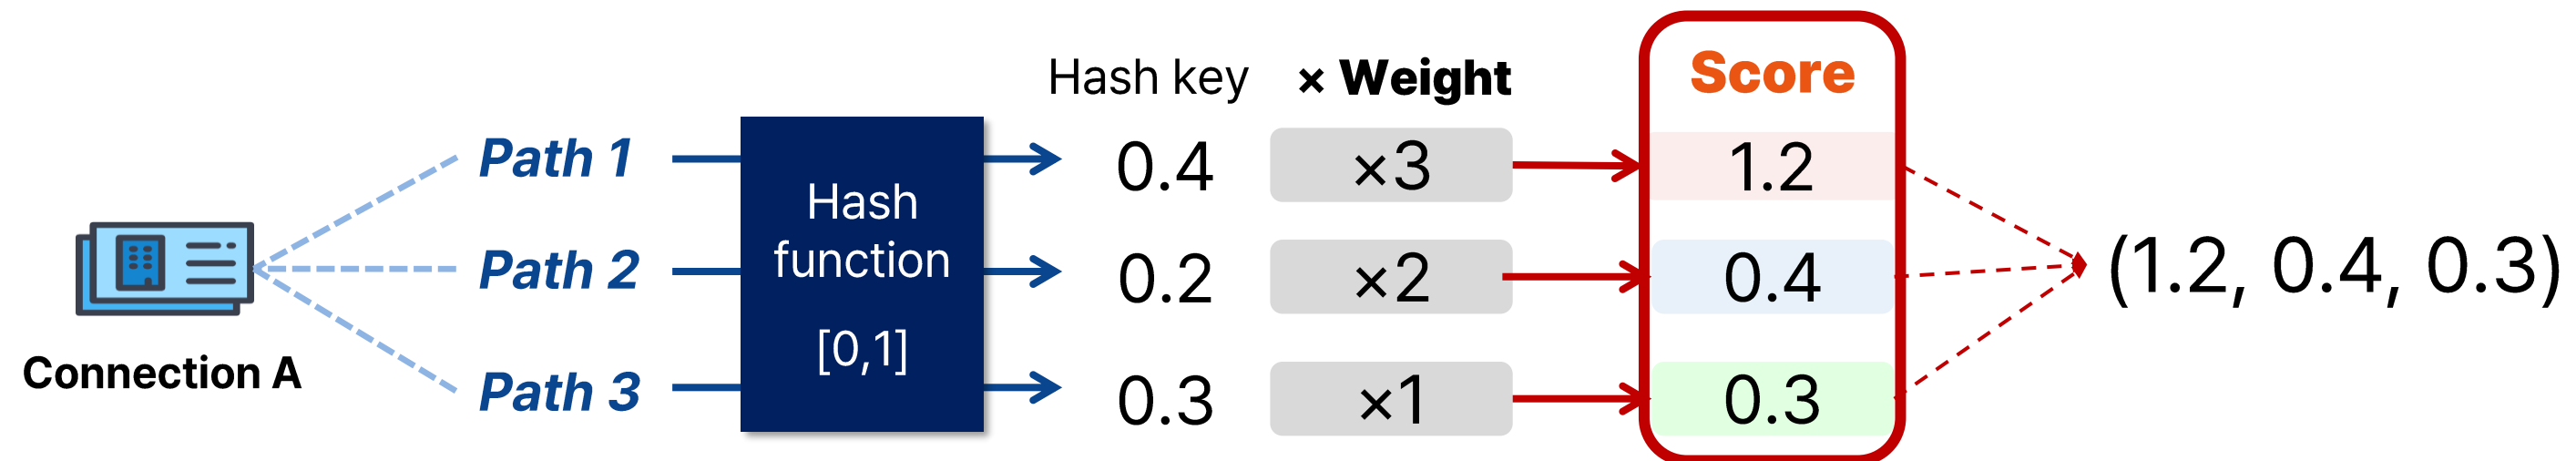 Connection A
Path 1
Path 2
Path 3
Hash
function
[0,1]
Hash key × Weight Score
0.4 ×3 1.2
0.2 ×2 0.4
0.3 ×1 0.3
(1.2, 0.4, 0.3)